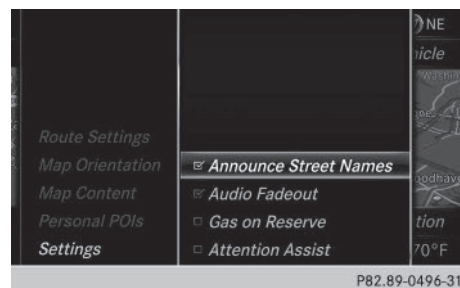 NE
Route Settings
Map Orientation
Map Content
Personal POIs
Settings
Announce Street Names
Audio Fadeout
Gas on Reserve
Attention Assist
70°F
P82.89-0496-31